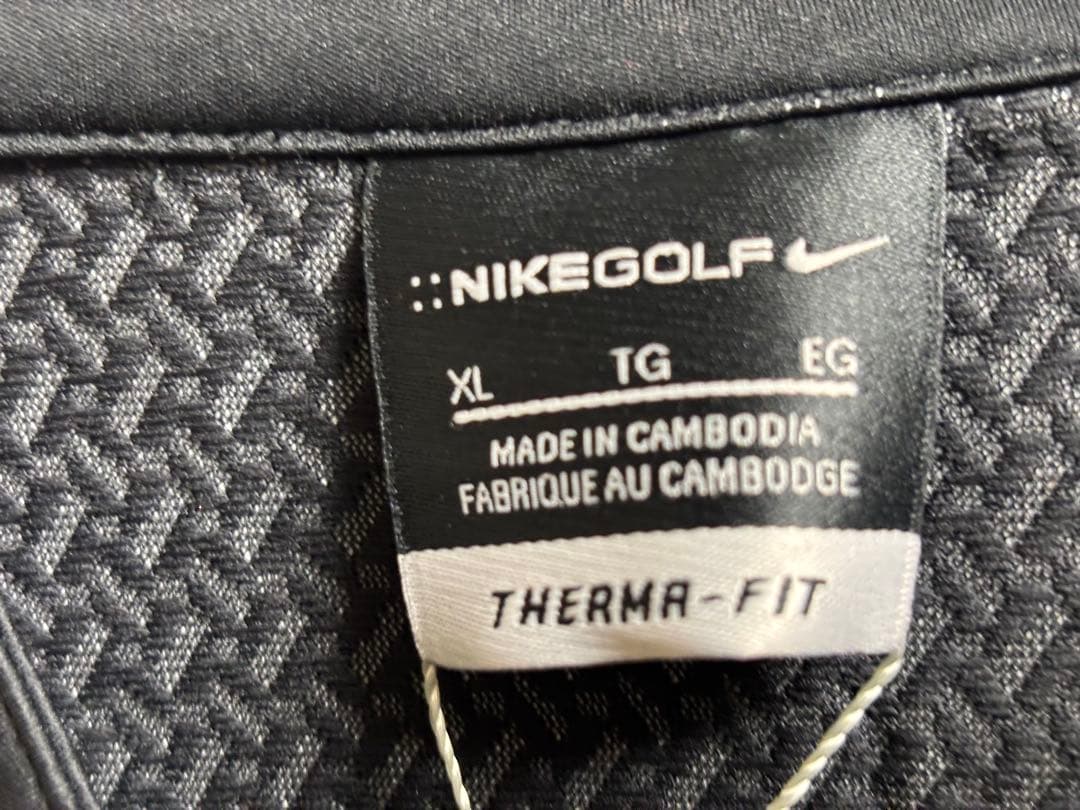 ::NIKEGOLF
XL TG EG
MADE IN CAMBODIA
FABRIQUE AU CAMBODGE
THERMA-FIT